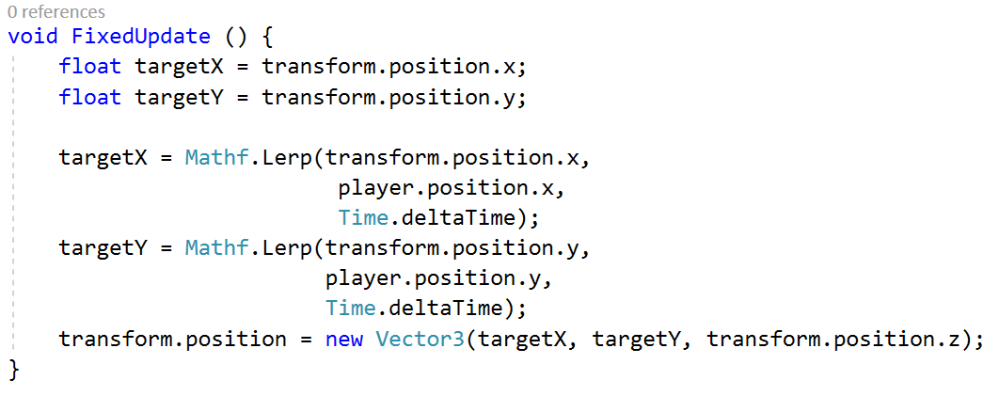 0 references
void FixedUpdate () {
    float targetX = transform.position.x;
    float targetY = transform.position.y;

    targetX = Mathf.Lerp(transform.position.x,
                          player.position.x,
                          Time.deltaTime);
    targetY = Mathf.Lerp(transform.position.y,
                         player.position.y,
                         Time.deltaTime);
    transform.position = new Vector3(targetX, targetY, transform.position.z);
}